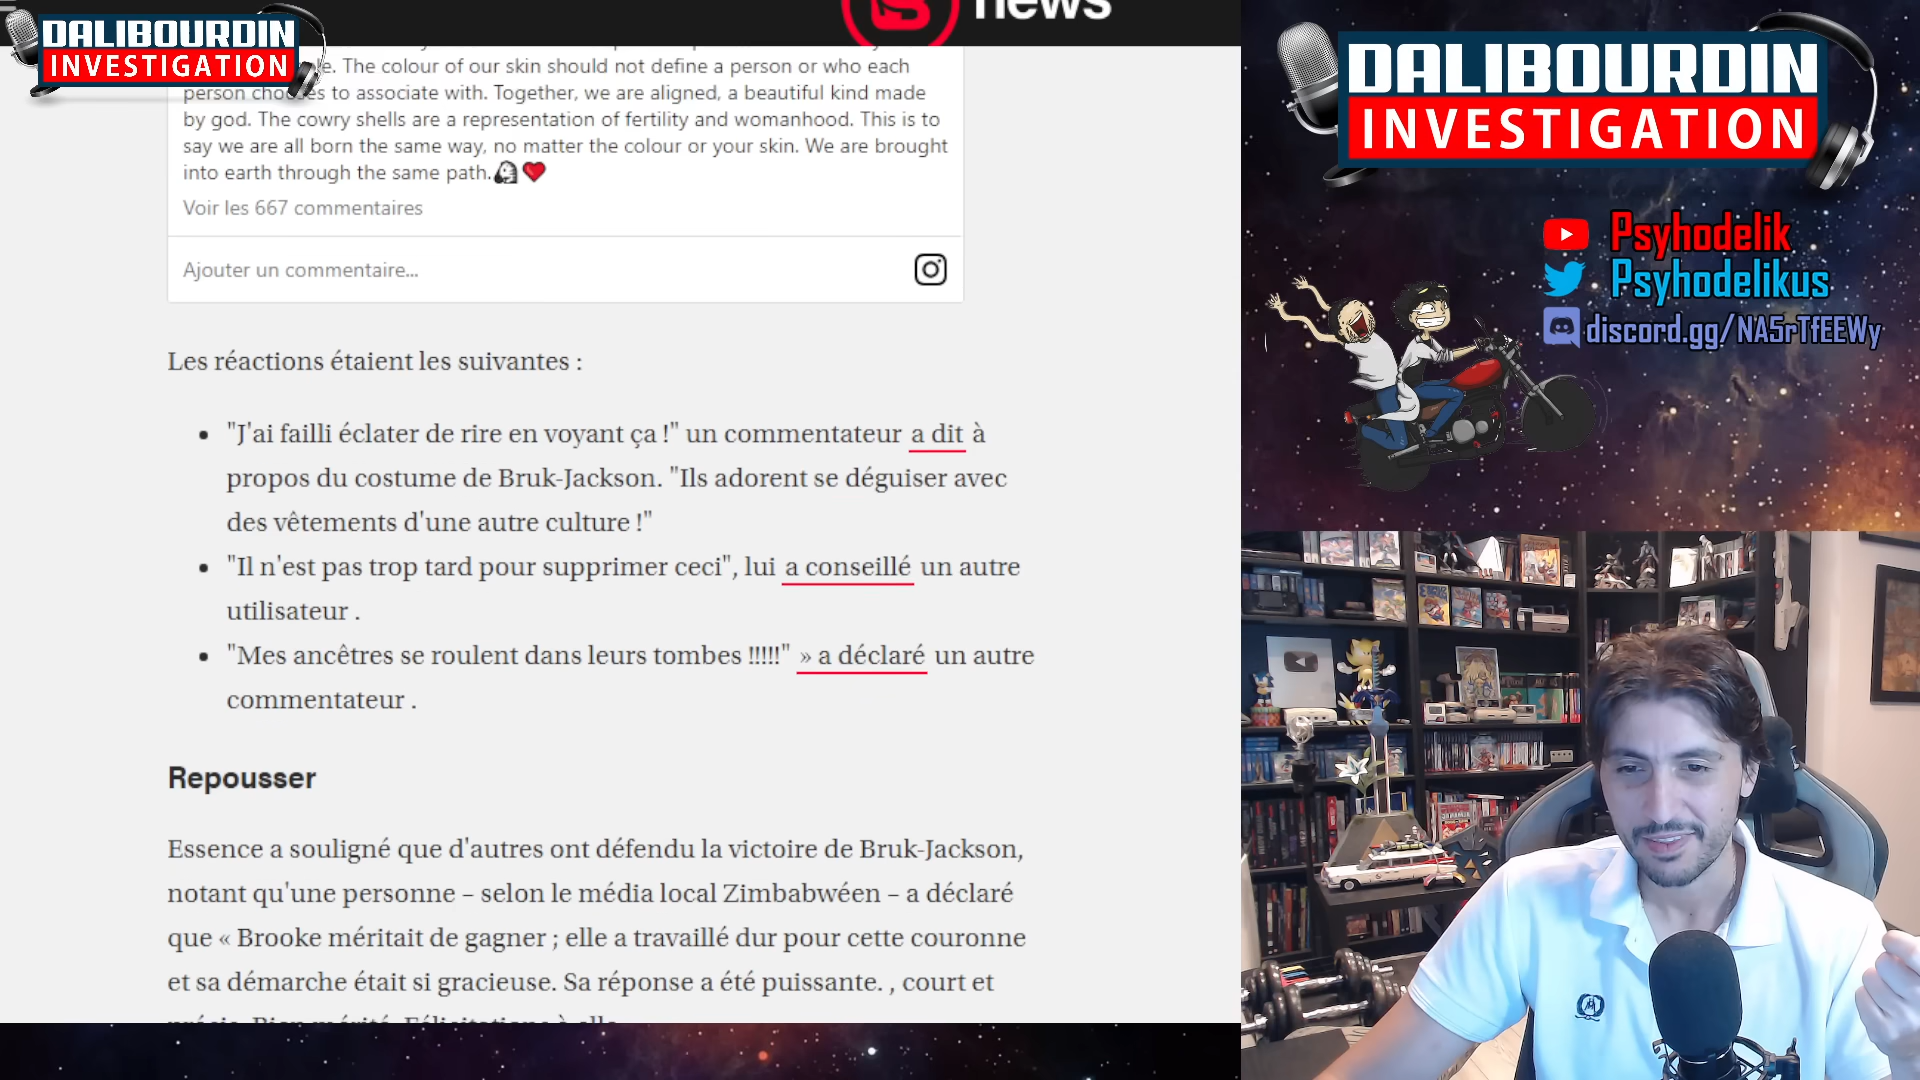 DALIBOURDIN
INVESTIGATION
news
e. The colour of our skin should not define a person or who each
person chooses to associate with. Together, we are aligned, a beautiful kind made
by god. The cowry shells are a representation of fertility and womanhood. This is to
say we are all born the same way, no matter the colour or your skin. We are brought
into earth through the same path.
Voir les 667 commentaires
Ajouter un commentaire...
Les réactions étaient les suivantes :
"J'ai failli éclater de rire en voyant ça !" un commentateur a dit à
propos du costume de Bruk-Jackson. "Ils adorent se déguiser avec
des vêtements d'une autre culture !"
"Il n'est pas trop tard pour supprimer ceci", lui a conseillé un autre
utilisateur .
"Mes ancêtres se roulent dans leurs tombes !!!!!" » a déclaré un autre
commentateur .
Repousser
Essence a souligné que d'autres ont défendu la victoire de Bruk-Jackson,
notant qu'une personne – selon le média local Zimbabwéen – a déclaré
que « Brooke méritait de gagner ; elle a travaillé dur pour cette couronne
et sa démarche était si gracieuse. Sa réponse a été puissante. , court et
DALIBOURDIN
INVESTIGATION
Psyhodelik
Psyhodelikus
discord.gg/NA5rTfEEWy